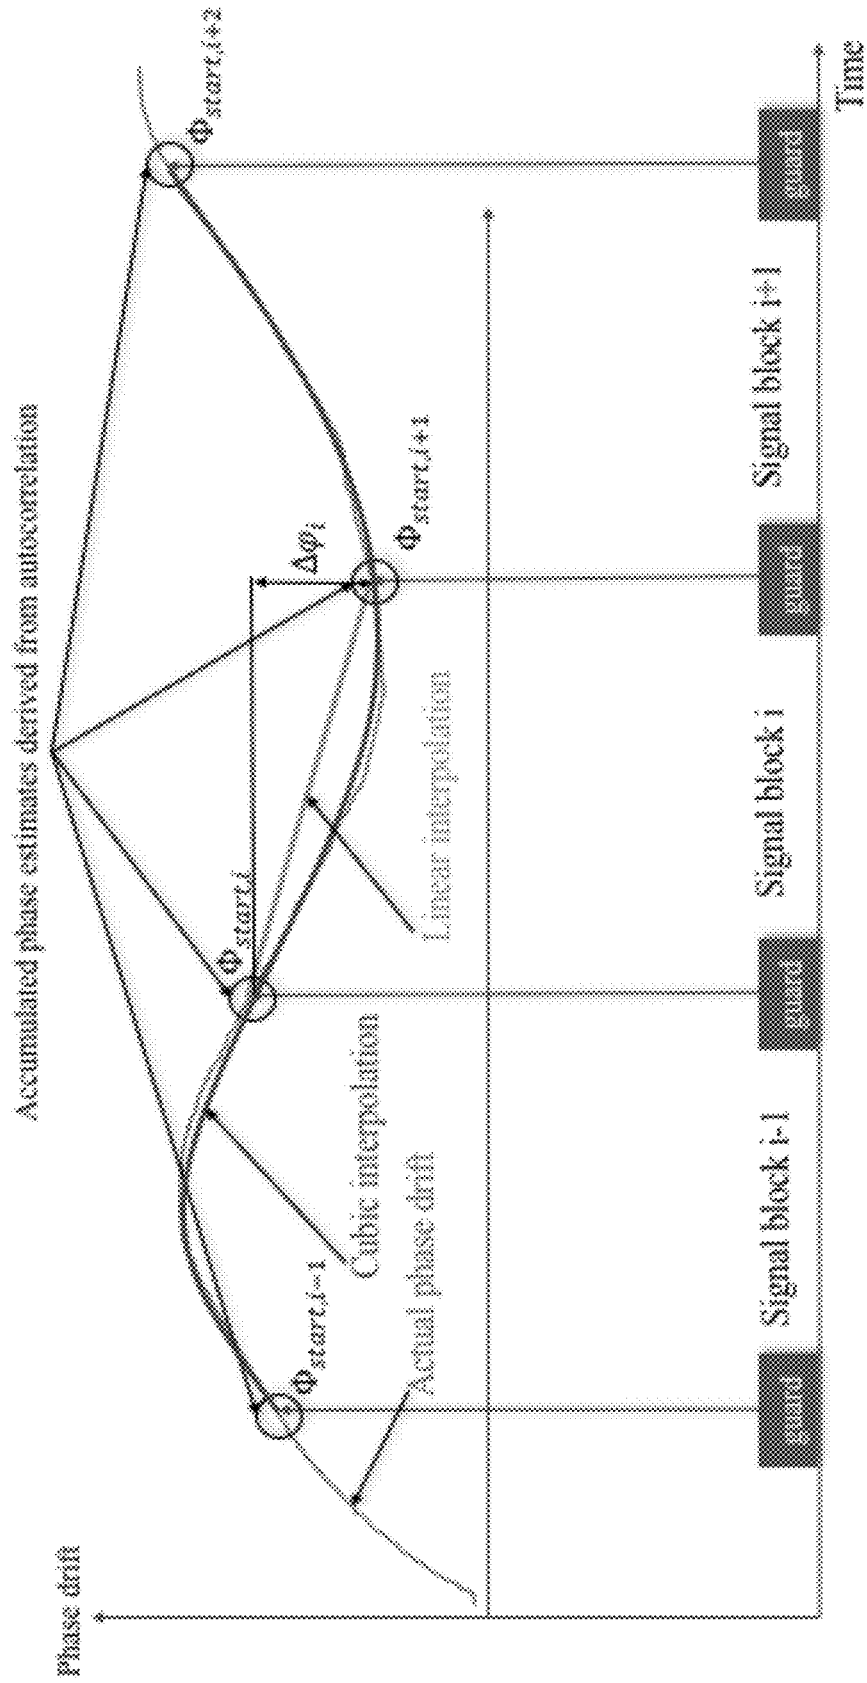 Accumulated phase estimates derived from autocorrelation
Phase drift
Φstart,i−1
Φstart,i
Φstart,i+1
Φstart,i+2
Δφi
Cubic interpolation
Actual phase drift
Linear interpolation
guard
Signal block i-1
guard
Signal block i
guard
Signal block i+1
guard
Time